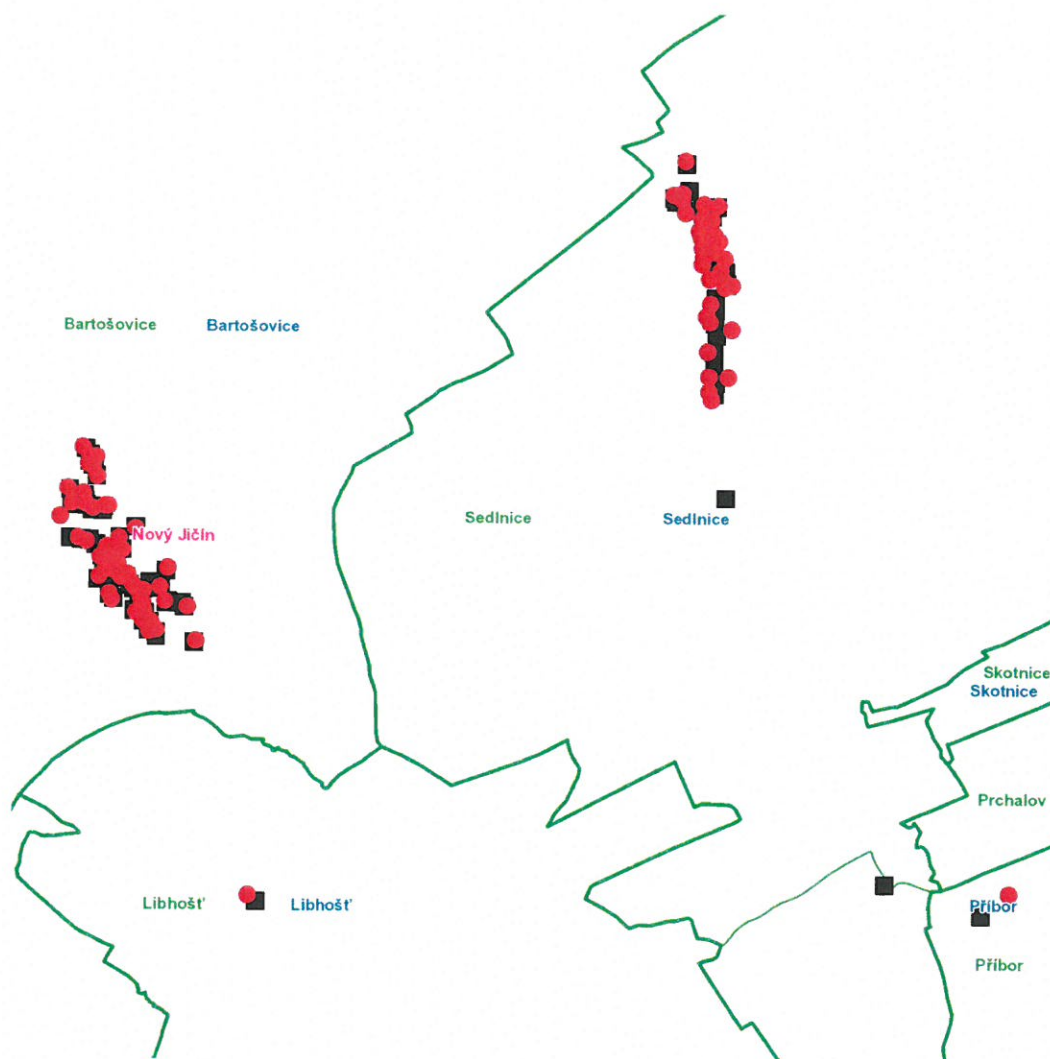 Bartošovice
Bartošovice
Sedlnice
Sedlnice
Nový Jičín
Skotnice
Skotnice
Prchalov
Libhošť
Libhošť
Příbor
Příbor